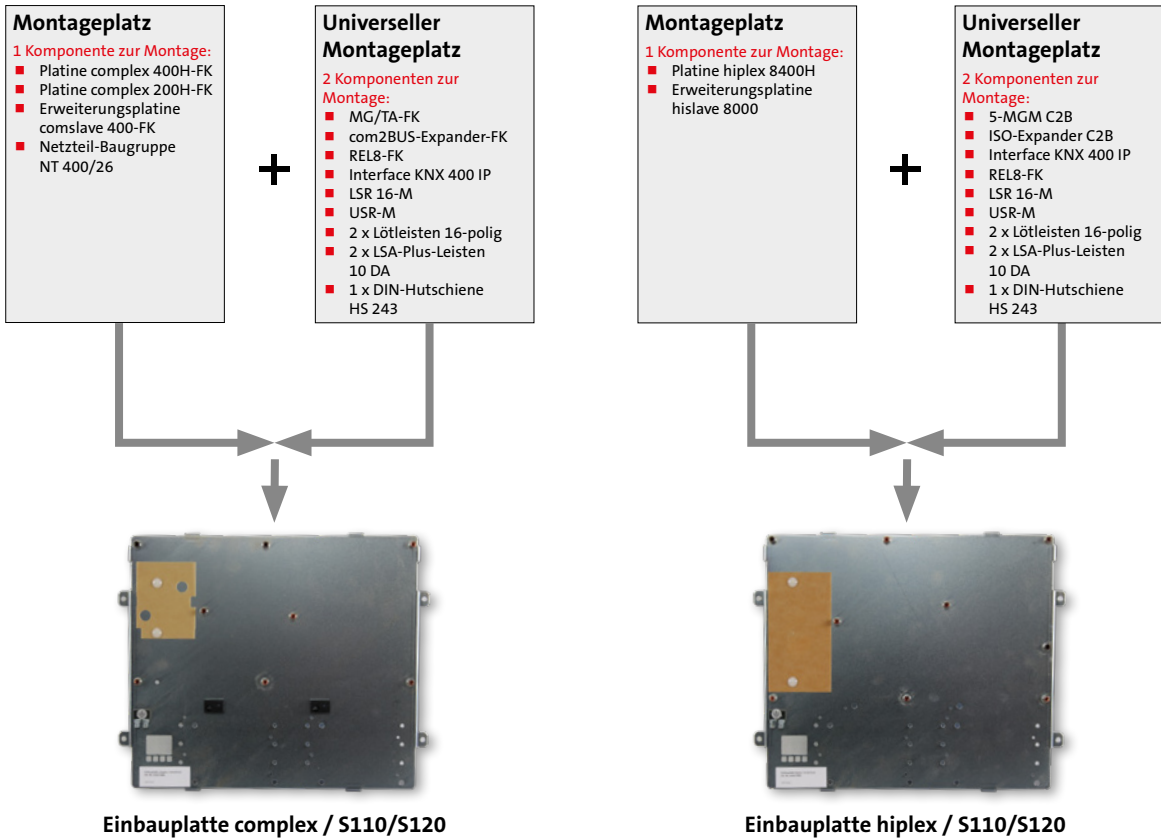 Montageplatz
1 Komponente zur Montage:
Platine complex 400H-FK
Platine complex 200H-FK
Erweiterungsplatine
comslave 400-FK
Netzteil-Baugruppe
NT 400/26
+
Universeller
Montageplatz
2 Komponenten zur
Montage:
MG/TA-FK
com2BUS-Expander-FK
REL8-FK
Interface KNX 400 IP
LSR 16-M
USR-M
2 x Lötleisten 16-polig
2 x LSA-Plus-Leisten
10 DA
1 x DIN-Hutschiene
HS 243
Einbauplatte complex / S110/S120
Montageplatz
1 Komponente zur Montage:
Platine hiplex 8400H
Erweiterungsplatine
hislave 8000
+
Universeller
Montageplatz
2 Komponenten zur
Montage:
5-MGM C2B
ISO-Expander C2B
Interface KNX 400 IP
REL8-FK
LSR 16-M
USR-M
2 x Lötleisten 16-polig
2 x LSA-Plus-Leisten
10 DA
1 x DIN-Hutschiene
HS 243
Einbauplatte hiplex / S110/S120